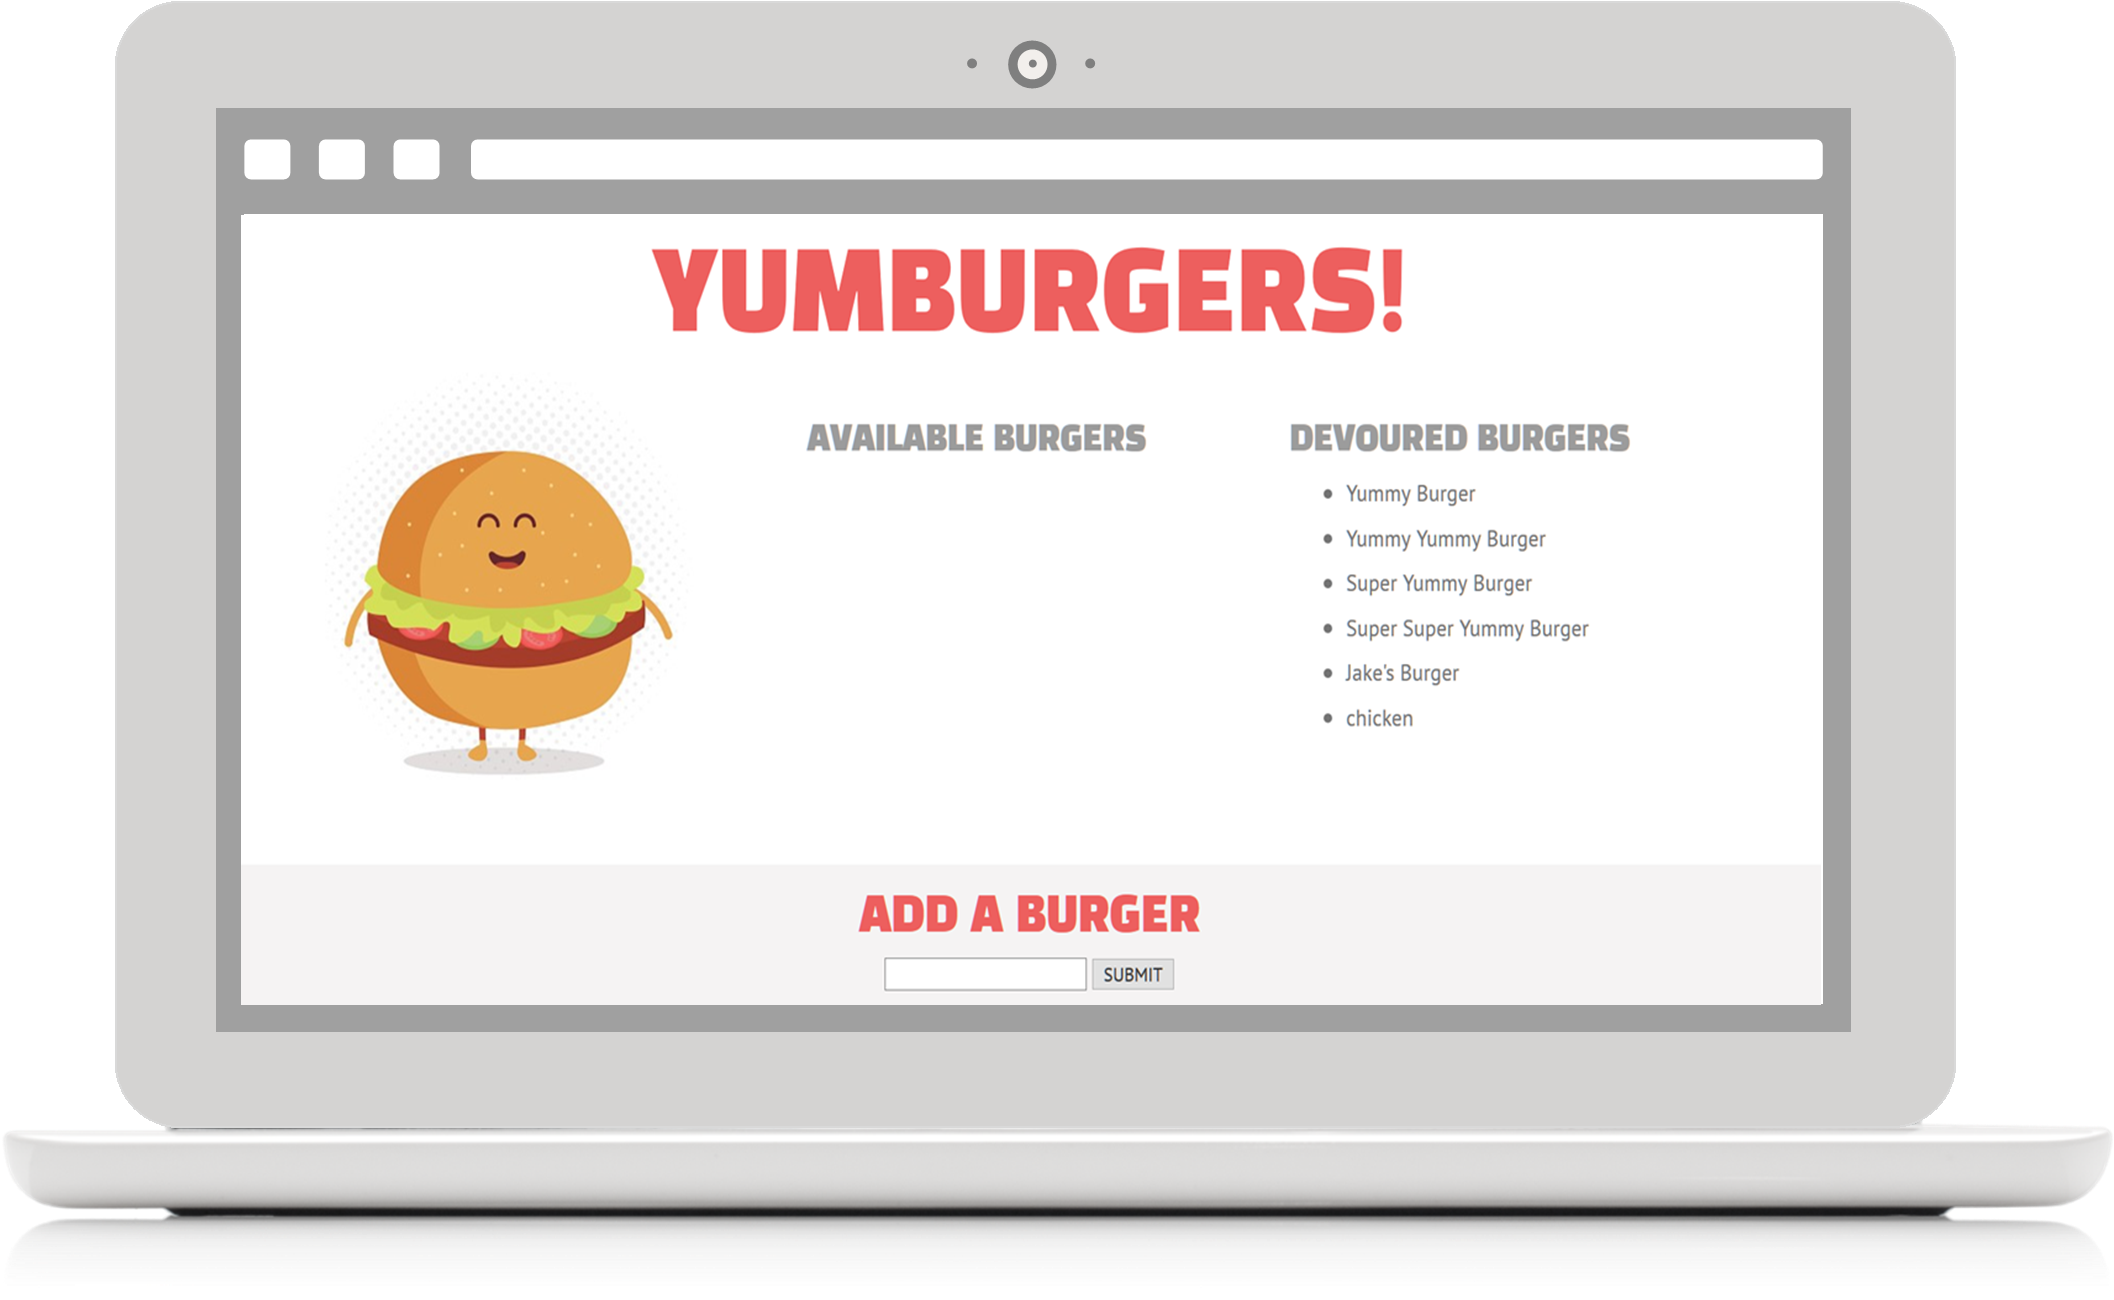 YUMBURGERS!
AVAILABLE BURGERS
DEVOURED BURGERS
Yummy Burger
Yummy Yummy Burger
Super Yummy Burger
Super Super Yummy Burger
Jake's Burger
chicken
ADD A BURGER
SUBMIT